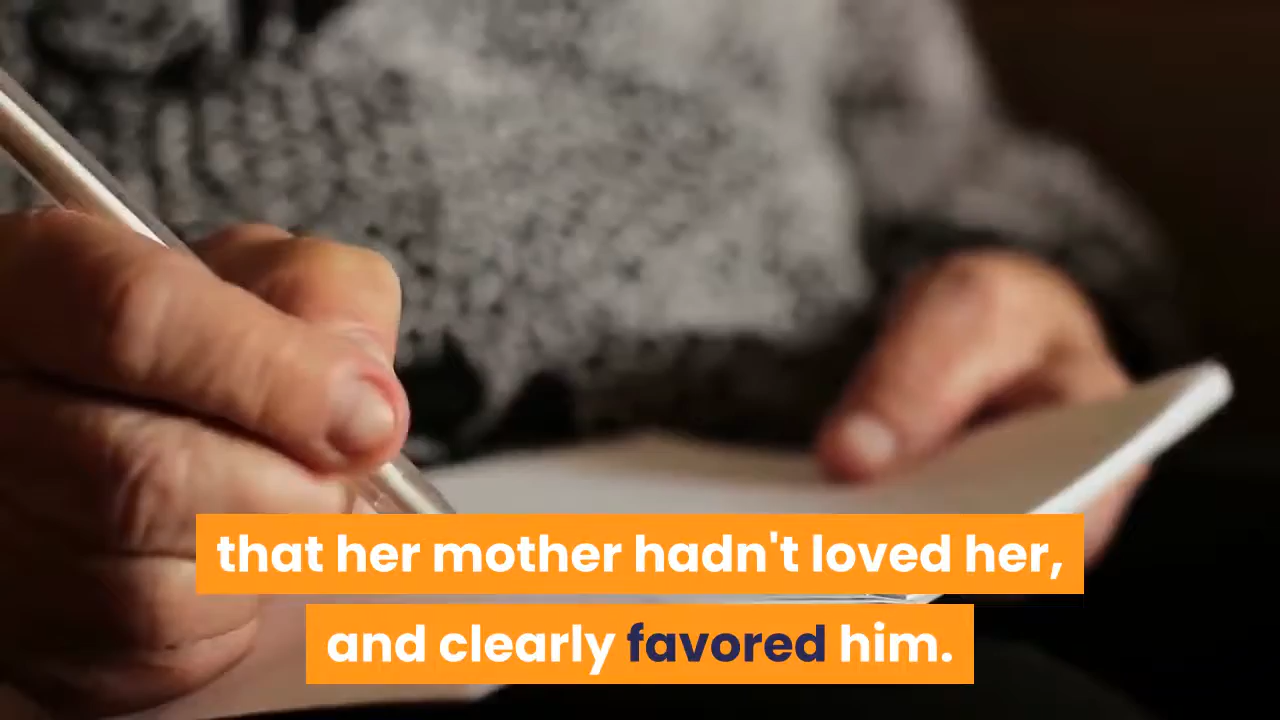 that her mother hadn't loved her,
and clearly favored him.